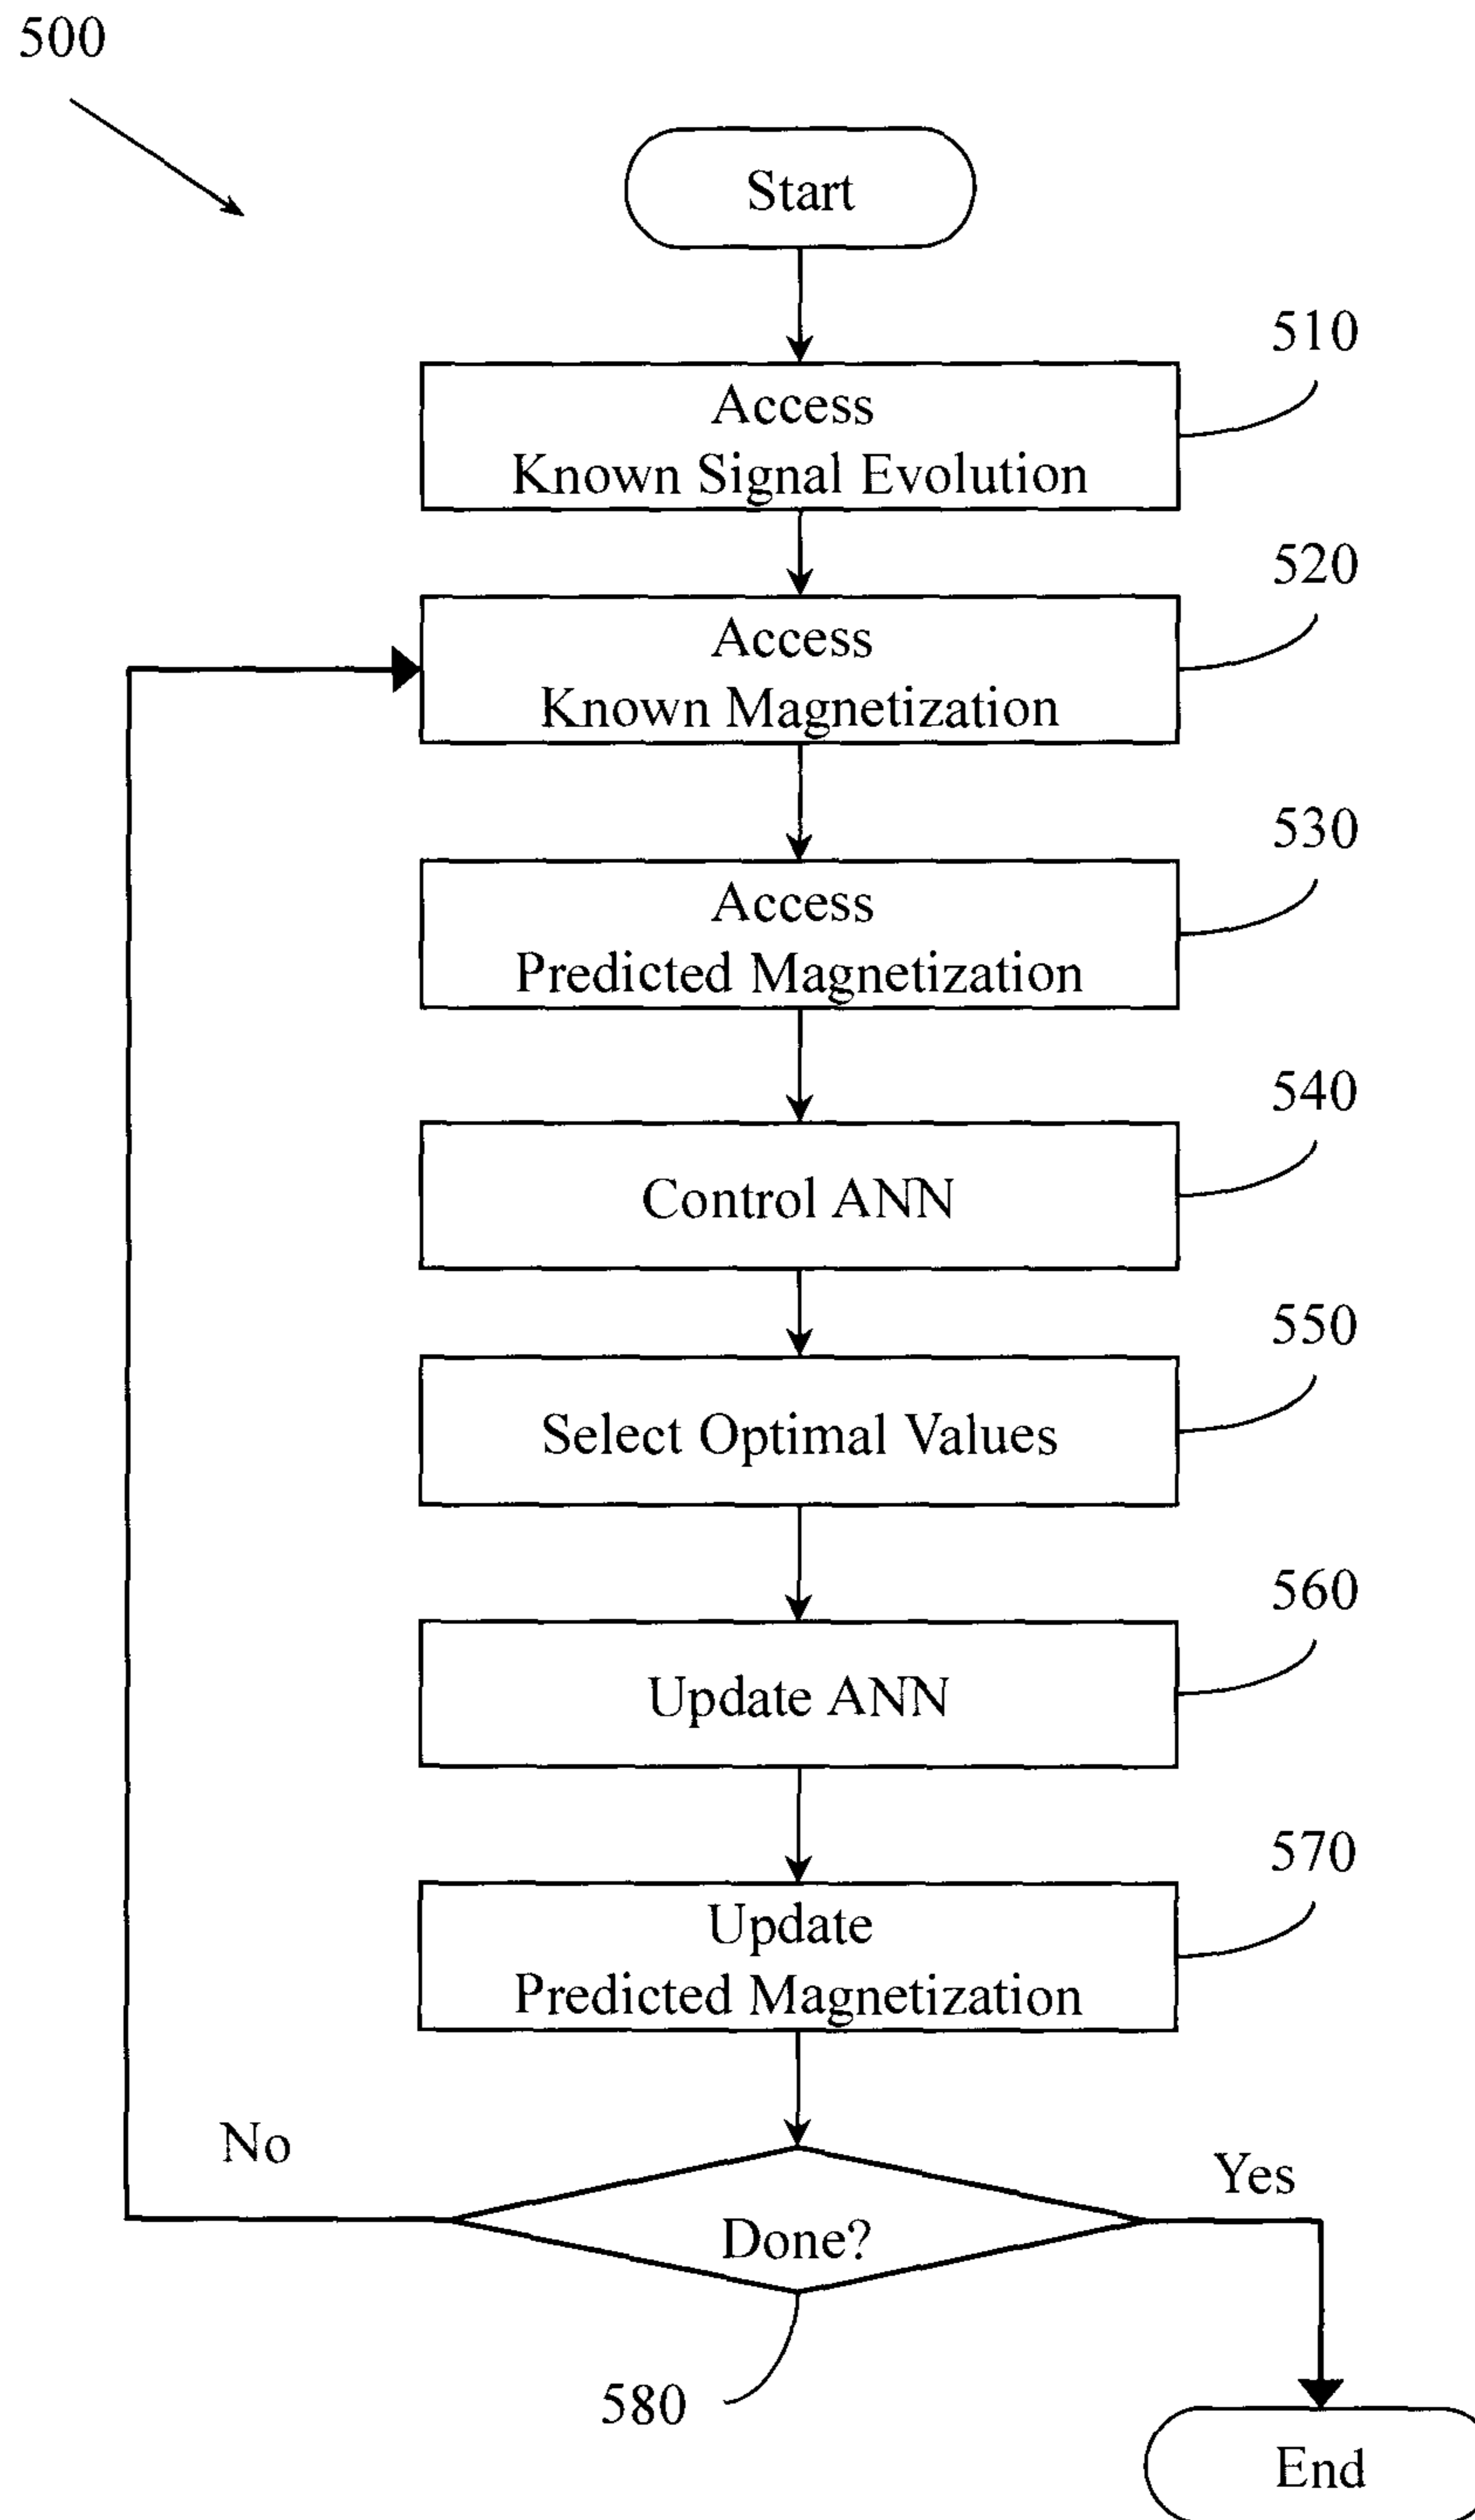 500
Start
510
Access
Known Signal Evolution
520
Access
Known Magnetization
530
Access
Predicted Magnetization
540
Control ANN
550
Select Optimal Values
560
Update ANN
570
Update
Predicted Magnetization
No
Yes
Done?
580
End